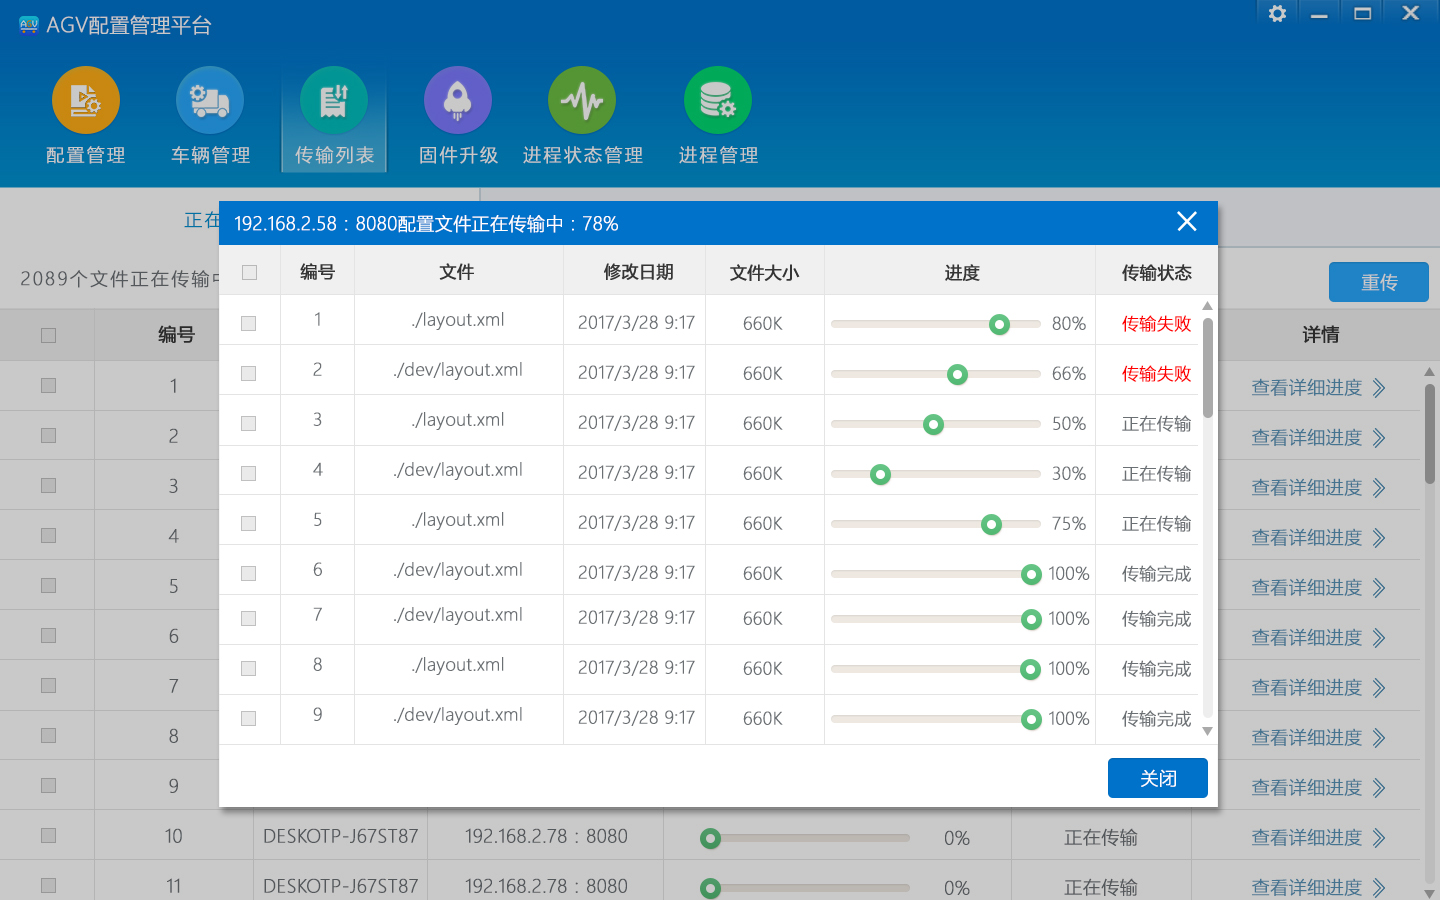 AGV配置管理平台
配置管理
车辆管理
传输列表
固件升级
进程状态管理
进程管理
正在
2089个文件正在传输中
重传
编号
详情
192.168.2.58 : 8080配置文件正在传输中 : 78%
编号 文件 修改日期 文件大小 进度 传输状态
1 ./layout.xml 2017/3/28 9:17 660K 80% 传输失败
2 ./dev/layout.xml 2017/3/28 9:17 660K 66% 传输失败
3 ./layout.xml 2017/3/28 9:17 660K 50% 正在传输
4 ./dev/layout.xml 2017/3/28 9:17 660K 30% 正在传输
5 ./layout.xml 2017/3/28 9:17 660K 75% 正在传输
6 ./dev/layout.xml 2017/3/28 9:17 660K 100% 传输完成
7 ./dev/layout.xml 2017/3/28 9:17 660K 100% 传输完成
8 ./layout.xml 2017/3/28 9:17 660K 100% 传输完成
9 ./dev/layout.xml 2017/3/28 9:17 660K 100% 传输完成
关闭
1 查看详细进度
2 查看详细进度
3 查看详细进度
4 查看详细进度
5 查看详细进度
6 查看详细进度
7 查看详细进度
8 查看详细进度
9 查看详细进度
10 DESKOTP-J67ST87 192.168.2.78 : 8080 0% 正在传输 查看详细进度
11 DESKOTP-J67ST87 192.168.2.78 : 8080 0% 正在传输 查看详细进度